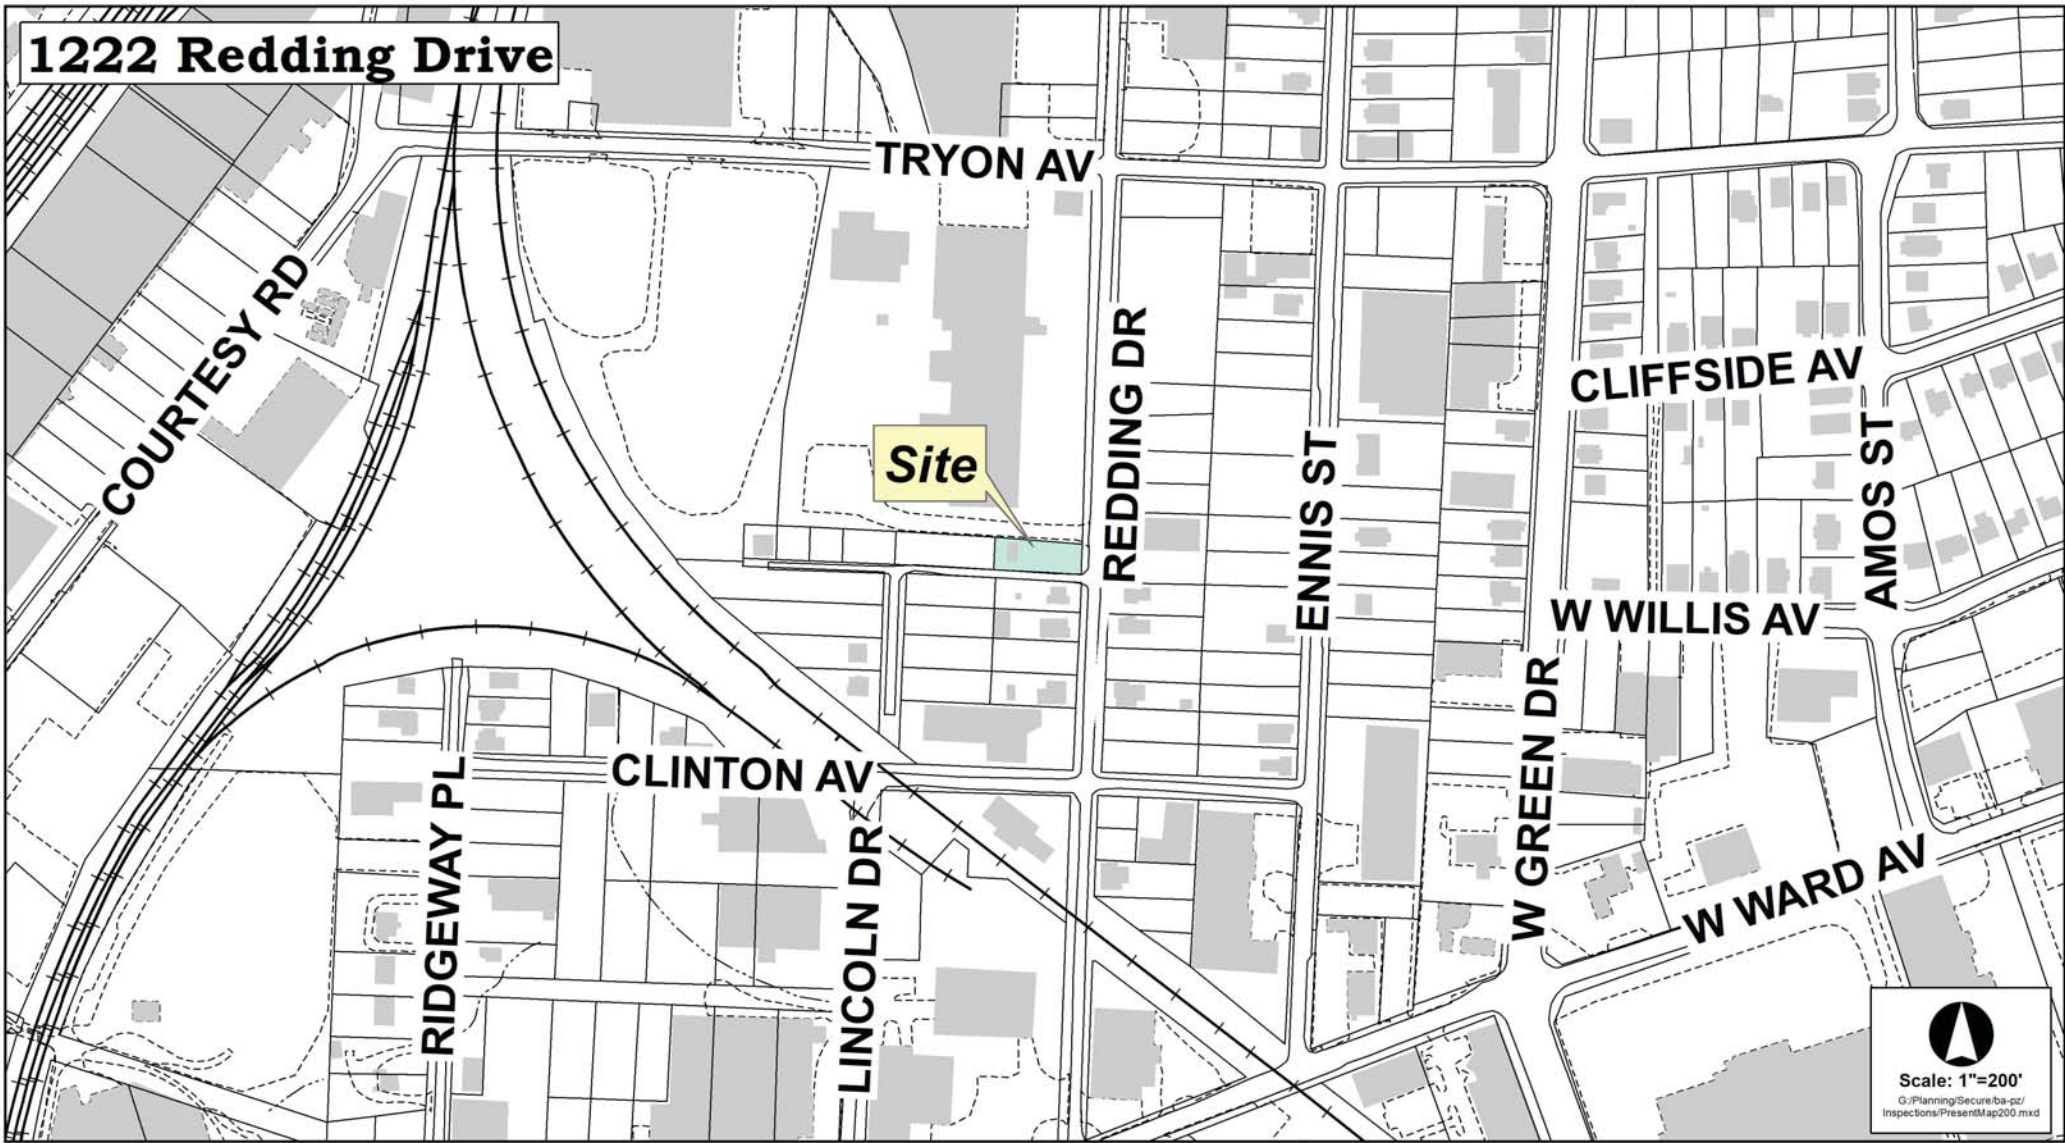 1222 Redding Drive
TRYON AV
COURTESY RD
REDDING DR
CLIFFSIDE AV
Site
ENNIS ST
AMOS ST
W WILLIS AV
W GREEN DR
CLINTON AV
RIDGEWAY PL
LINCOLN DR
W WARD AV
Scale: 1"=200'
G:/Planning/Secure/ba-pz/
Inspections/PresentMap200.mxd